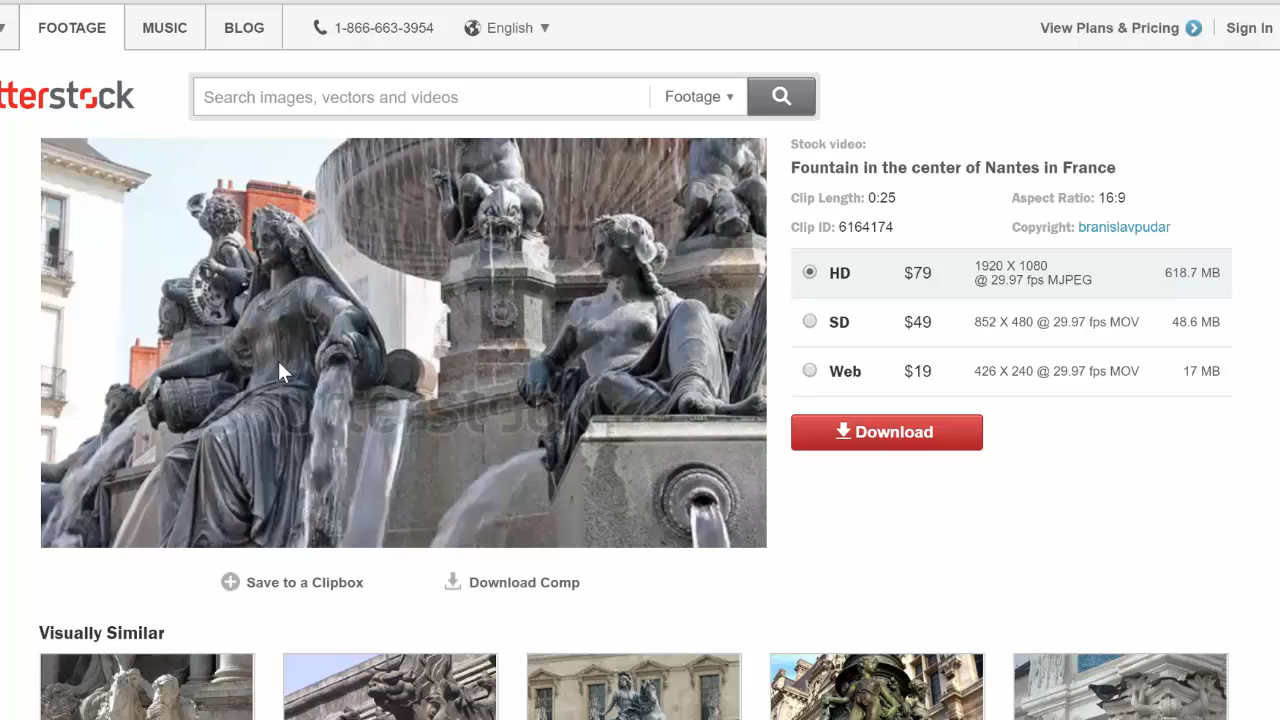 FOOTAGE MUSIC BLOG 1-866-663-3954 English View Plans & Pricing Sign In
tterstock
Search images, vectors and videos Footage
Stock video:
Fountain in the center of Nantes in France
Clip Length: 0:25 Aspect Ratio: 16:9
Clip ID: 6164174 Copyright: branislavpudar
HD $79 1920 X 1080 @ 29.97 fps MJPEG 618.7 MB
SD $49 852 X 480 @ 29.97 fps MOV 48.6 MB
Web $19 426 X 240 @ 29.97 fps MOV 17 MB
Download
Save to a Clipbox Download Comp
Visually Similar